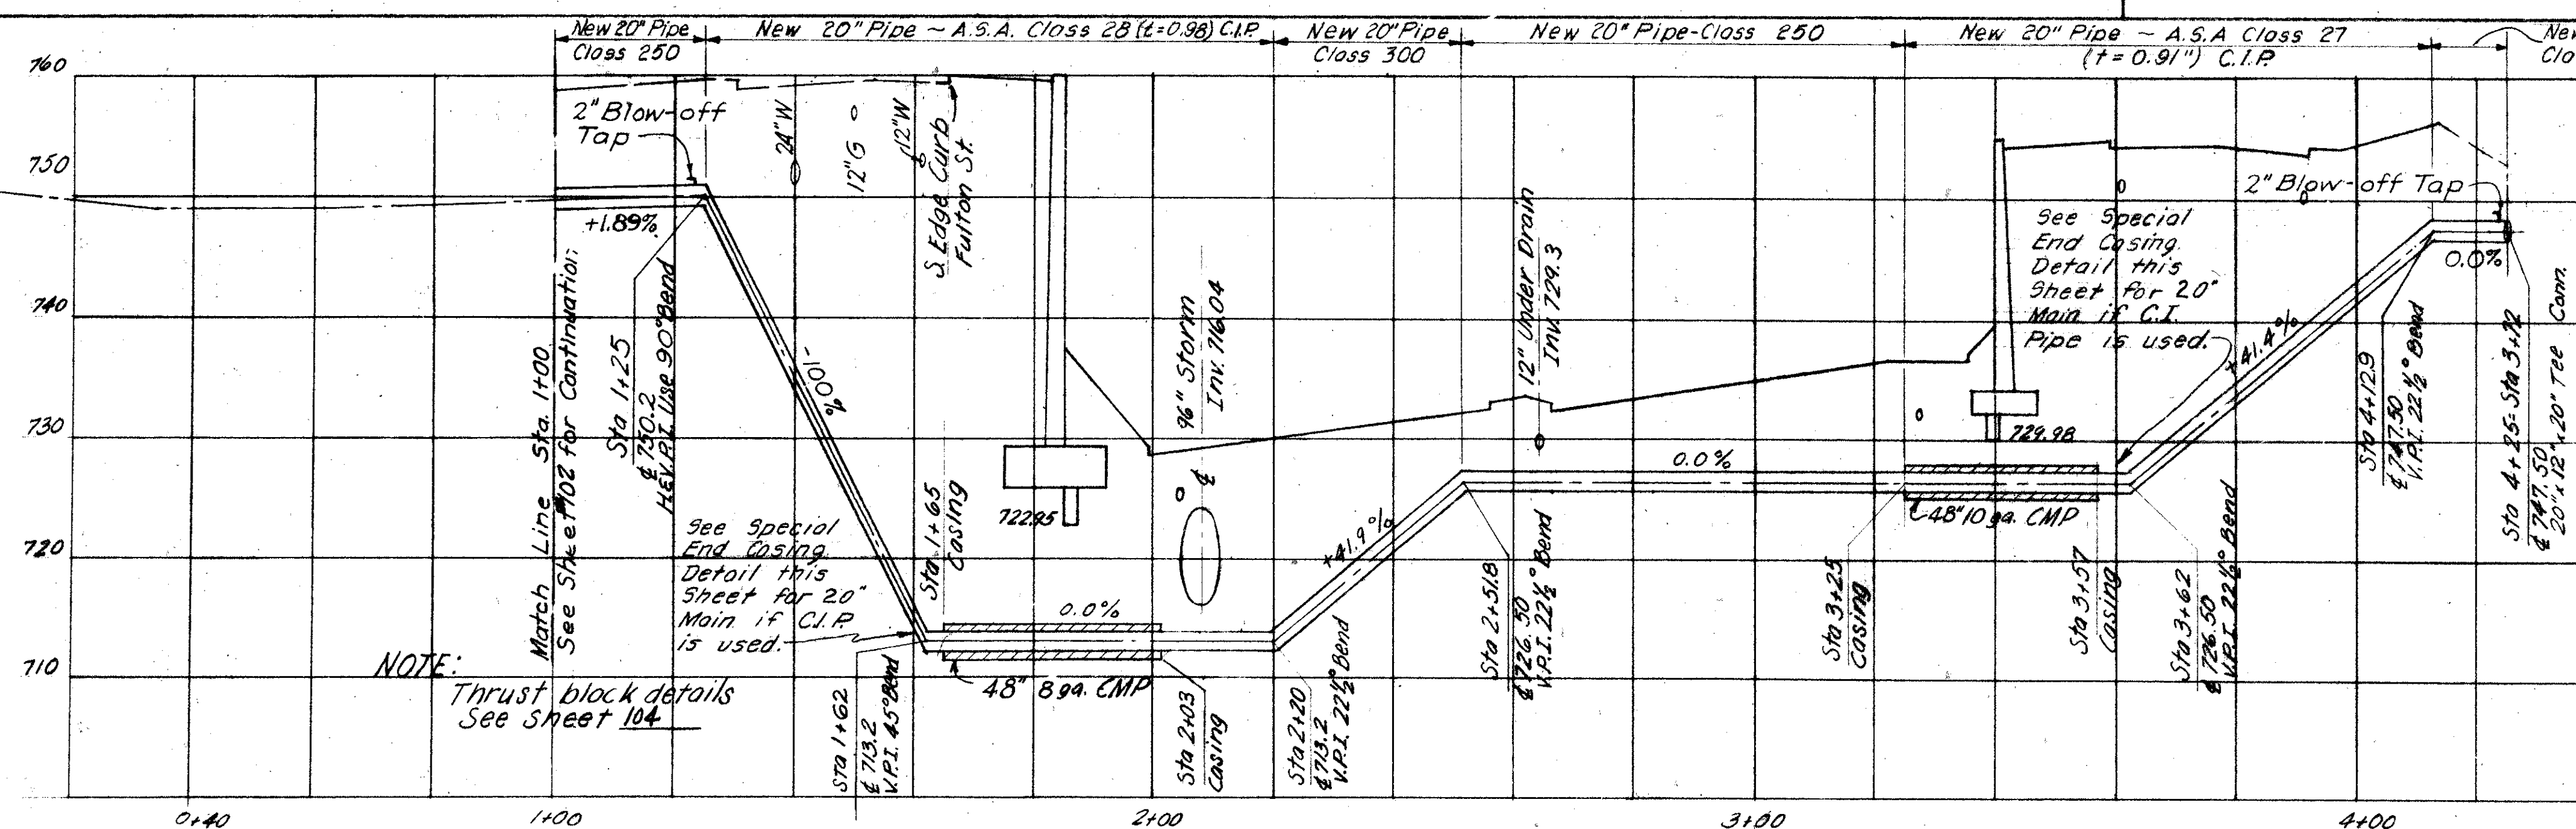 New 20" Pipe
Class 250
New 20" Pipe ~ A.S.A. Class 28 (t=0.98) C.I.P.
New 20" Pipe
Class 300
New 20" Pipe-Class 250
New 20" Pipe ~ A.S.A Class 27
(t = 0.91") C.I.P.
760
750
740
730
720
710
2" Blow-off
Tap
24" W
12" G
12" W
S. Edge Curb
Fulton St.
+1.89%
Match Line Sta. 1+00
See Sheet #102 for Continuation
Sta 1+25
℄ 750.2
H&V.P.I. Use 90° Bend
-100%
See Special
End Casing
Detail this
Sheet for 20"
Main if C.I.P.
is used.
NOTE:
Thrust block details
See sheet 104
Sta 1+62
℄ 713.2
V.P.I. 45° Bend
Sta 1+65
Casing
0.0%
48" 8 ga. CMP
722.95
96" Storm
Inv. 716.04
℄
Sta 2+03
Casing
Sta 2+20
℄ 713.2
V.P.I. 22½° Bend
+41.9%
Sta 2+51.8
℄ 726.50
V.P.I. 22½° Bend
12" Under Drain
Inv. 729.3
0.0%
Sta 3+25
Casing
48" 10 ga. CMP
729.98
Sta 3+57
Casing
Sta 3+62
℄ 726.50
V.P.I. 22½° Bend
See Special
End Casing
Detail this
Sheet for 20"
Main if C.I.
Pipe is used.
+41.4%
2" Blow-off Tap
0.0%
Sta 4+12.9
℄ 747.50
V.P.I. 22½° Bend
Sta 4+25=Sta 3+72
℄ 747.50
20"x12"x20" Tee Conn.
0+40
1+00
2+00
3+00
4+00